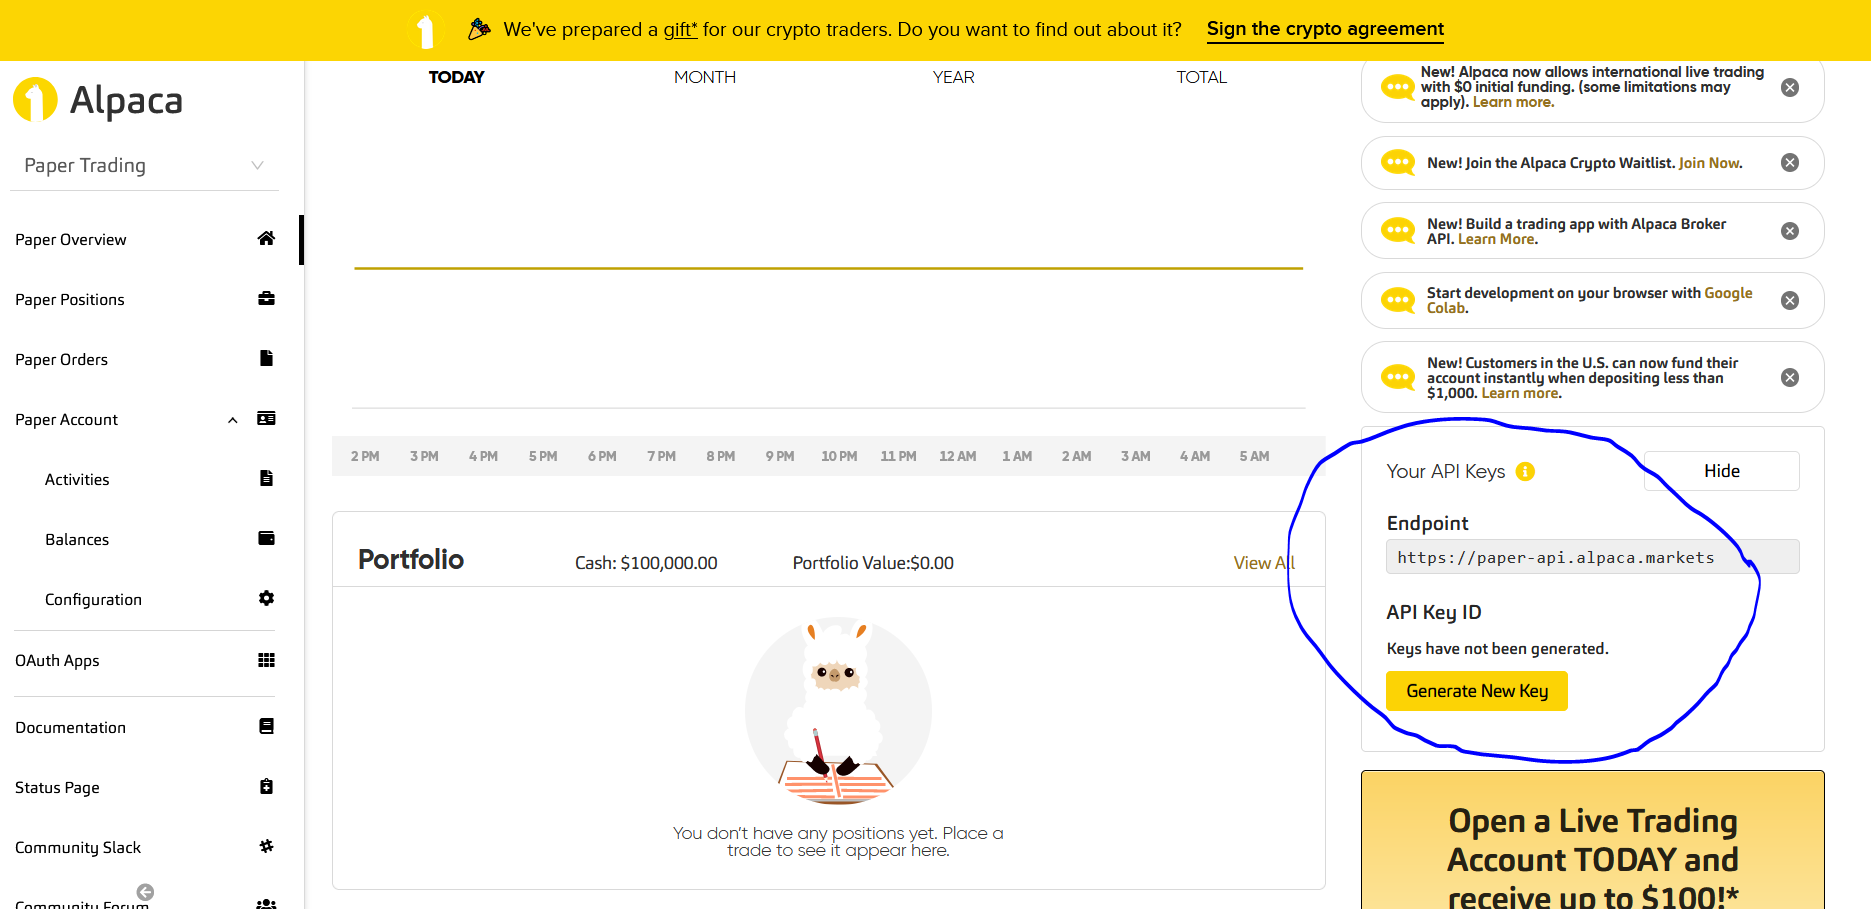 We've prepared a gift* for our crypto traders. Do you want to find out about it? Sign the crypto agreement
Alpaca
Paper Trading
Paper Overview
Paper Positions
Paper Orders
Paper Account
Activities
Balances
Configuration
OAuth Apps
Documentation
Status Page
Community Slack
Community Forum
TODAY MONTH YEAR TOTAL
2 PM 3 PM 4 PM 5 PM 6 PM 7 PM 8 PM 9 PM 10 PM 11 PM 12 AM 1 AM 2 AM 3 AM 4 AM 5 AM
Portfolio Cash: $100,000.00 Portfolio Value:$0.00 View All
You don't have any positions yet. Place a
trade to see it appear here.
New! Alpaca now allows international live trading
with $0 initial funding. (some limitations may
apply). Learn more.
New! Join the Alpaca Crypto Waitlist. Join Now.
New! Build a trading app with Alpaca Broker
API. Learn More.
Start development on your browser with Google
Colab.
New! Customers in the U.S. can now fund their
account instantly when depositing less than
$1,000. Learn more.
Your API Keys Hide
Endpoint
https://paper-api.alpaca.markets
API Key ID
Keys have not been generated.
Generate New Key
Open a Live Trading
Account TODAY and
receive up to $100!*